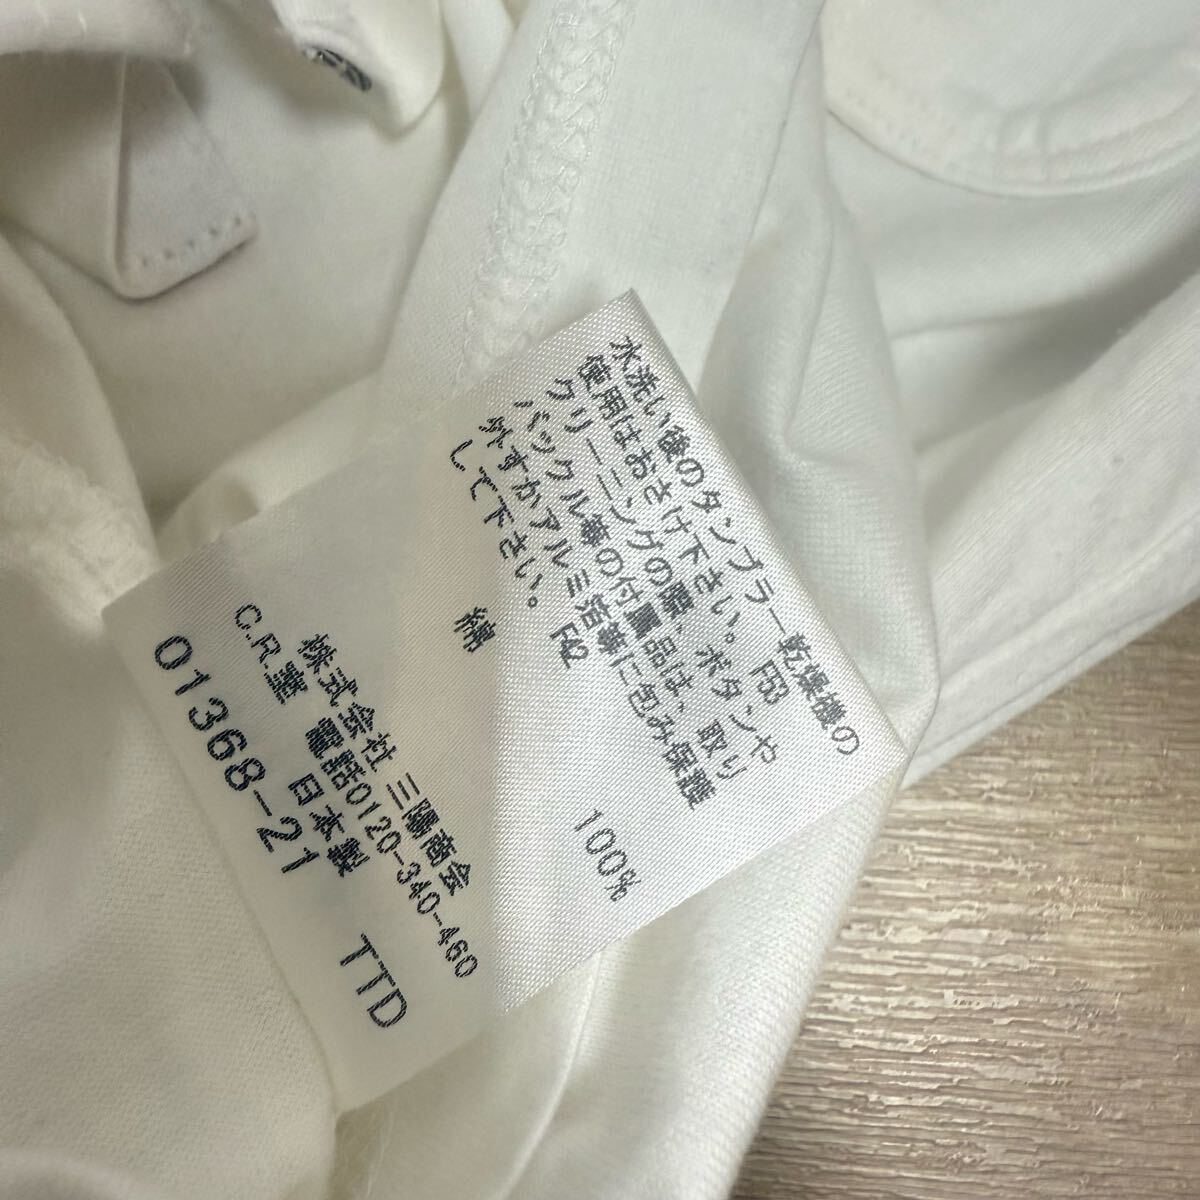 水洗い後のタンブラー乾燥機の
使用はおさけ下さい。 F53
クリーニングの際、ボタンや
バックル等の付属品は、取り
外すかアルミ箔等に包み保護
して下さい。 F42
綿 100%
株式会社 三陽商会
C.R.室 電話0120-340-460
日本製
01368-21 TTD